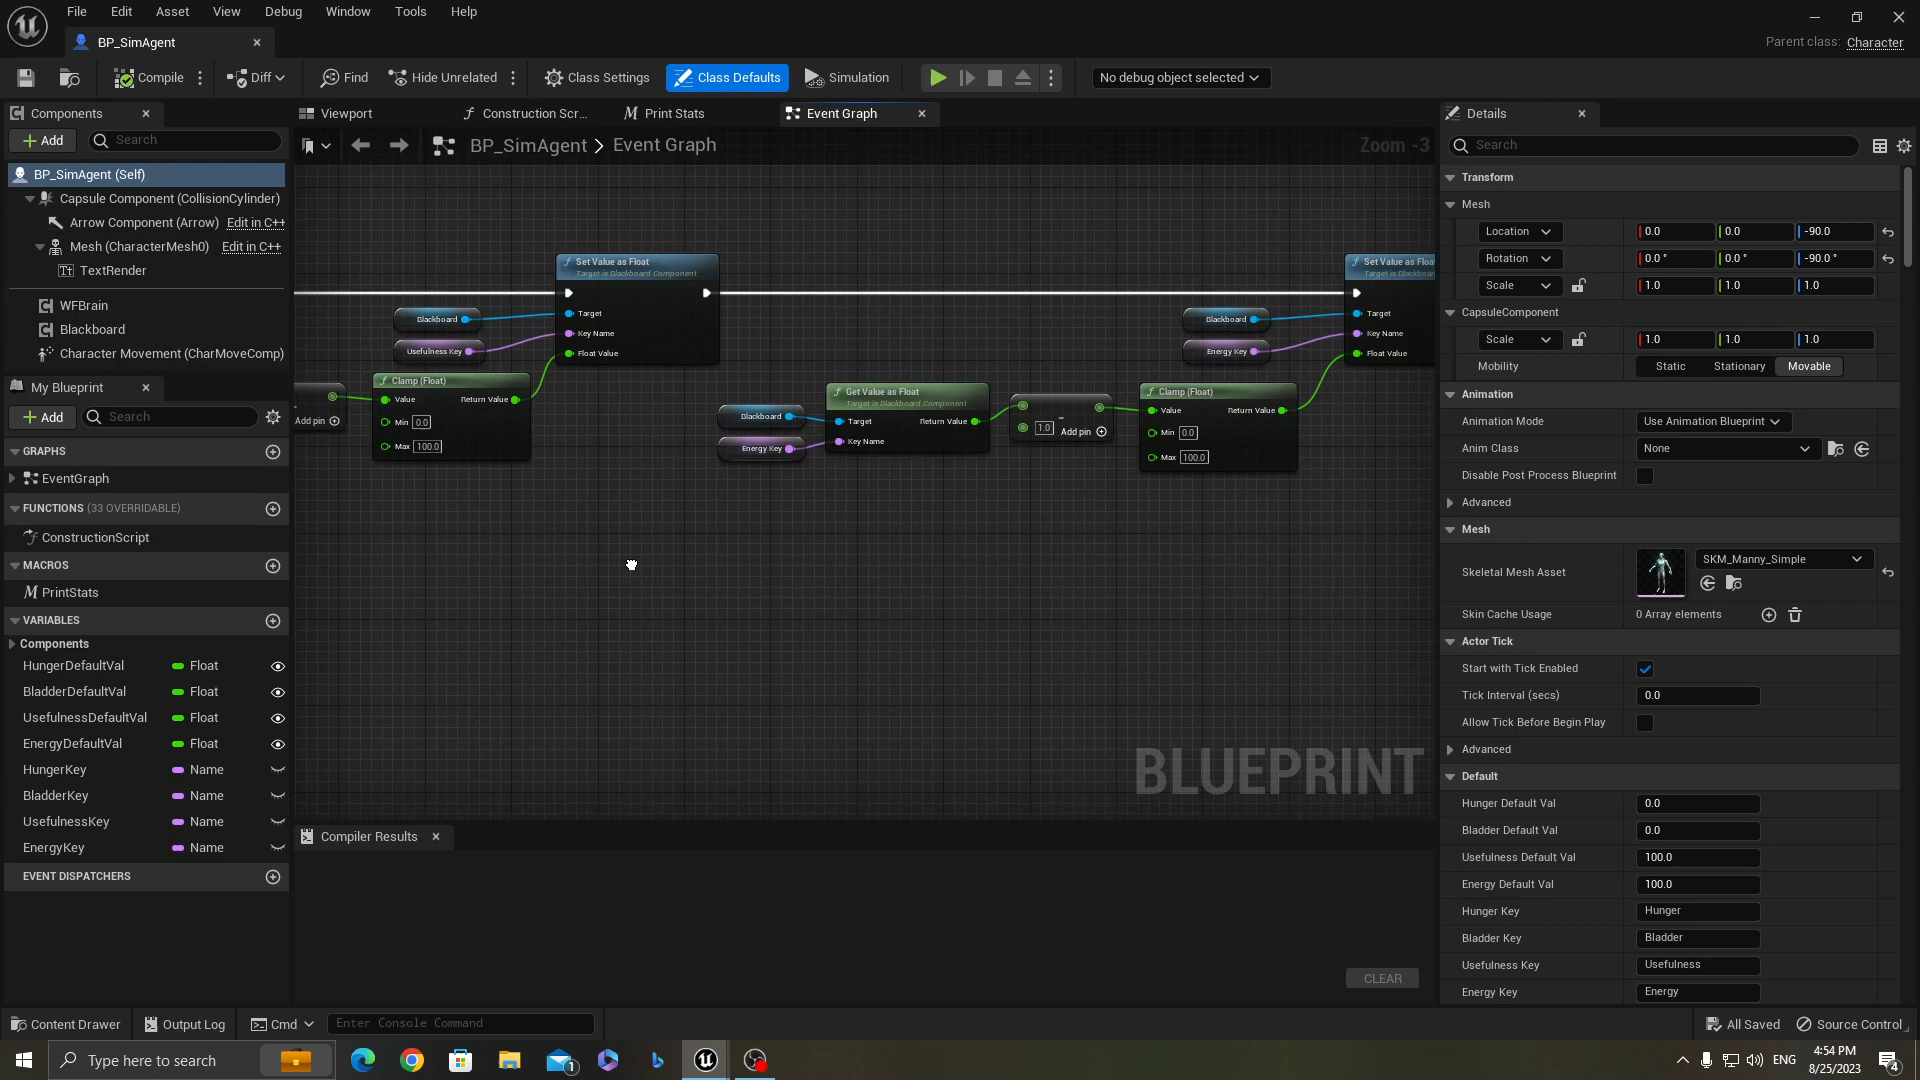 File Edit Asset View Debug Window Tools Help
BP_SimAgent
Parent class: Character
Compile Diff Find Hide Unrelated Class Settings Class Defaults Simulation No debug object selected
Components
Add Search
BP_SimAgent (Self)
Capsule Component (CollisionCylinder)
Arrow Component (Arrow) Edit in C++
Mesh (CharacterMesh0) Edit in C++
TextRender
WFBrain
Blackboard
Character Movement (CharMoveComp)
My Blueprint
Add Search
GRAPHS
EventGraph
FUNCTIONS (33 OVERRIDABLE)
ConstructionScript
MACROS
PrintStats
VARIABLES
Components
HungerDefaultVal Float
BladderDefaultVal Float
UsefulnessDefaultVal Float
EnergyDefaultVal Float
HungerKey Name
BladderKey Name
UsefulnessKey Name
EnergyKey Name
EVENT DISPATCHERS
Viewport Construction Scr... Print Stats Event Graph
BP_SimAgent > Event Graph
Zoom -3
Set Value as Float
Target is Blackboard Component
Target
Key Name
Float Value
Blackboard
Usefulness Key
Add pin
Clamp (Float)
Value Return Value
Min 0.0
Max 100.0
Blackboard
Energy Key
Get Value as Float
Target is Blackboard Component
Target Return Value
Key Name
-
1.0 Add pin
Clamp (Float)
Value Return Value
Min 0.0
Max 100.0
Blackboard
Energy Key
Set Value as Floa
Target is Blackboa
Target
Key Name
Float Value
BLUEPRINT
Compiler Results
CLEAR
Details
Search
Transform
Mesh
Location 0.0 0.0 -90.0
Rotation 0.0 ° 0.0 ° -90.0 °
Scale 1.0 1.0 1.0
CapsuleComponent
Scale 1.0 1.0 1.0
Mobility Static Stationary Movable
Animation
Animation Mode Use Animation Blueprint
Anim Class None
Disable Post Process Blueprint
Advanced
Mesh
Skeletal Mesh Asset SKM_Manny_Simple
Skin Cache Usage 0 Array elements
Actor Tick
Start with Tick Enabled
Tick Interval (secs) 0.0
Allow Tick Before Begin Play
Advanced
Default
Hunger Default Val 0.0
Bladder Default Val 0.0
Usefulness Default Val 100.0
Energy Default Val 100.0
Hunger Key Hunger
Bladder Key Bladder
Usefulness Key Usefulness
Energy Key Energy
Content Drawer Output Log Cmd Enter Console Command All Saved Source Control
Type here to search
1
ENG
4:54 PM
8/25/2023
4